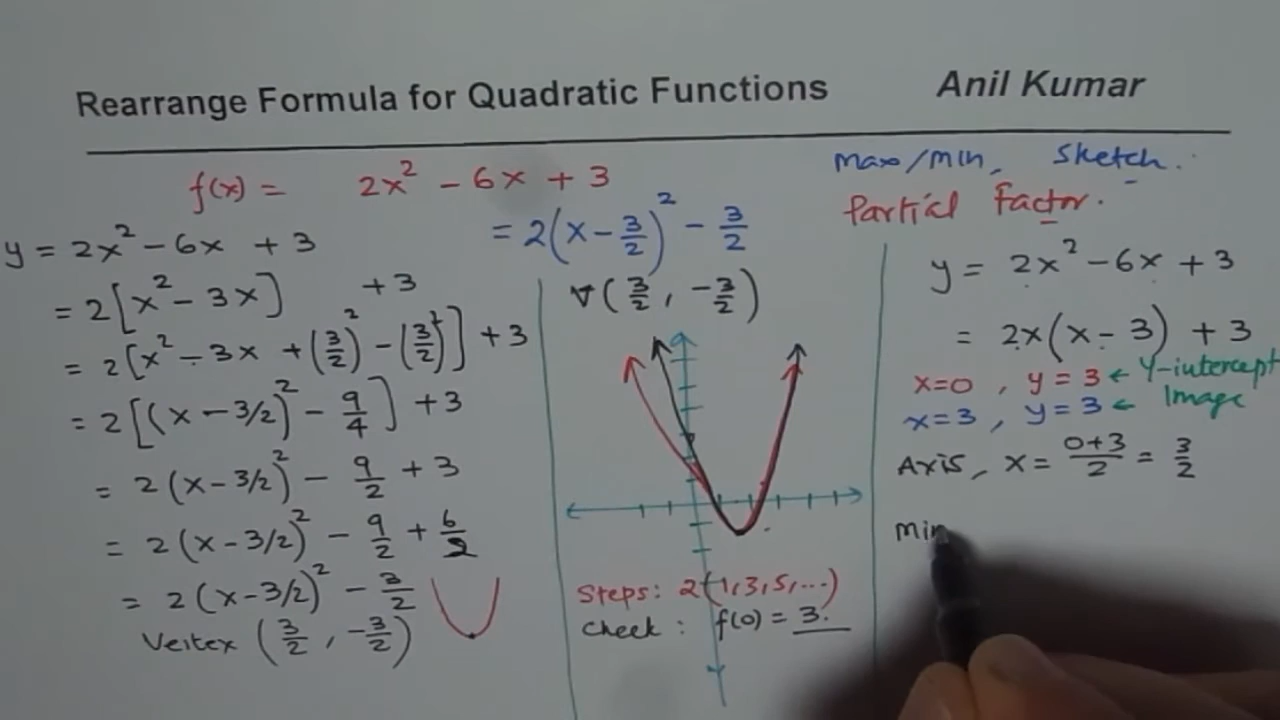 Rearrange Formula for Quadratic Functions Anil Kumar
f(x) = 2x² - 6x + 3
= 2(x - 3/2)² - 3/2
max/min, Sketch.
Partial Factor.
y = 2x² - 6x + 3
= 2[x² - 3x] + 3
= 2[x² - 3x + (3/2)² - (3/2)²] + 3
= 2[(x - 3/2)² - 9/4] + 3
= 2(x - 3/2)² - 9/2 + 3
= 2(x - 3/2)² - 9/2 + 6/2
= 2(x - 3/2)² - 3/2
Vertex (3/2, -3/2)
V(3/2, -3/2)
Steps: 2(1,3,5,...)
Check: f(0) = 3.
y = 2x² - 6x + 3
= 2x(x - 3) + 3
x=0, y = 3 ← Y-intercept
x=3, y = 3 ← Image
Axis, x = 0+3/2 = 3/2
Min